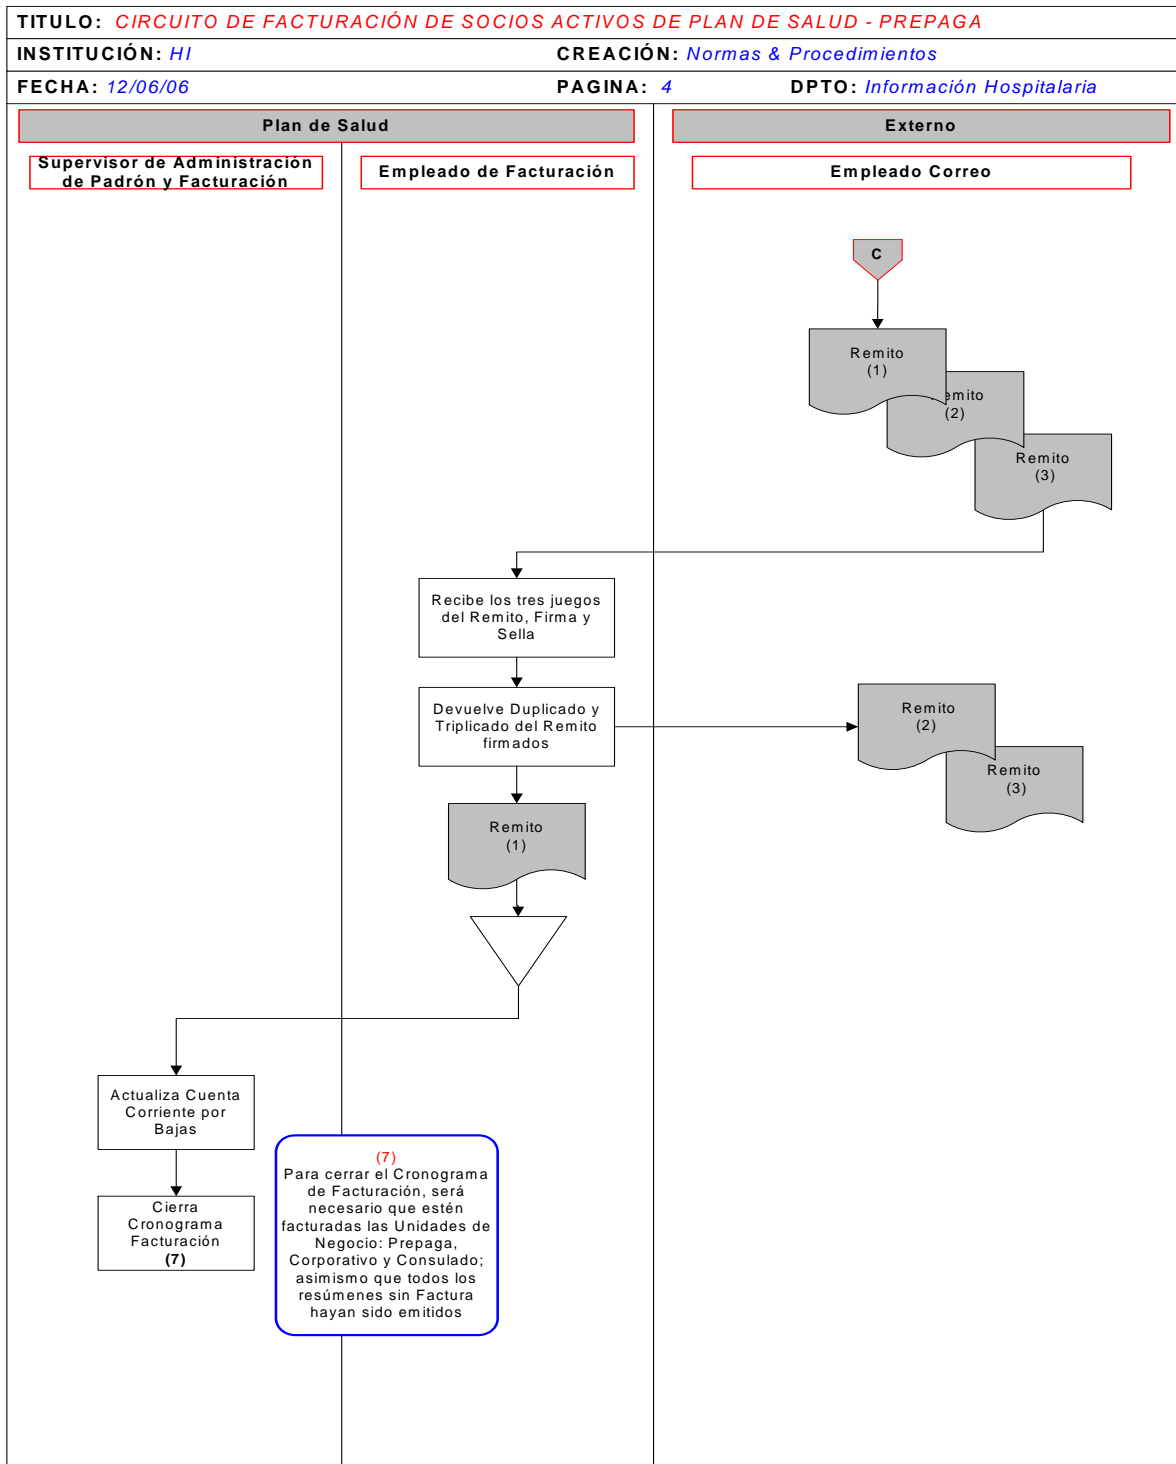 TITULO: CIRCUITO DE FACTURACIÓN DE SOCIOS ACTIVOS DE PLAN DE SALUD - PREPAGA
INSTITUCIÓN: HI CREACIÓN: Normas & Procedimientos
FECHA: 12/06/06 PAGINA: 4 DPTO: Información Hospitalaria
Plan de Salud
Externo
Supervisor de Administración
de Padrón y Facturación
Empleado de Facturación
Empleado Correo
C
Remito
(1)
emito
(2)
Remito
(3)
Recibe los tres juegos
del Remito, Firma y
Sella
Devuelve Duplicado y
Triplicado del Remito
firmados
Remito
(2)
Remito
(3)
Remito
(1)
Actualiza Cuenta
Corriente por
Bajas
Cierra
Cronograma
Facturación
(7)
(7)
Para cerrar el Cronograma
de Facturación, será
necesario que estén
facturadas las Unidades de
Negocio: Prepaga,
Corporativo y Consulado;
asimismo que todos los
resúmenes sin Factura
hayan sido emitidos